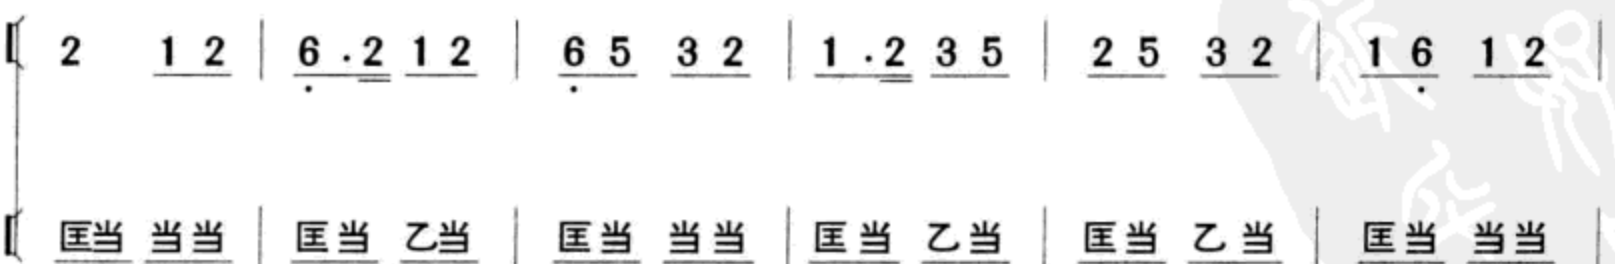 2 1 2 | 6 . 2 1 2 | 6 5 3 2 | 1 . 2 3 5 | 2 5 3 2 | 1 6 1 2 |
匡当 当当 | 匡当 乙当 | 匡当 当当 | 匡当 乙当 | 匡当 乙当 | 匡当 当当 |